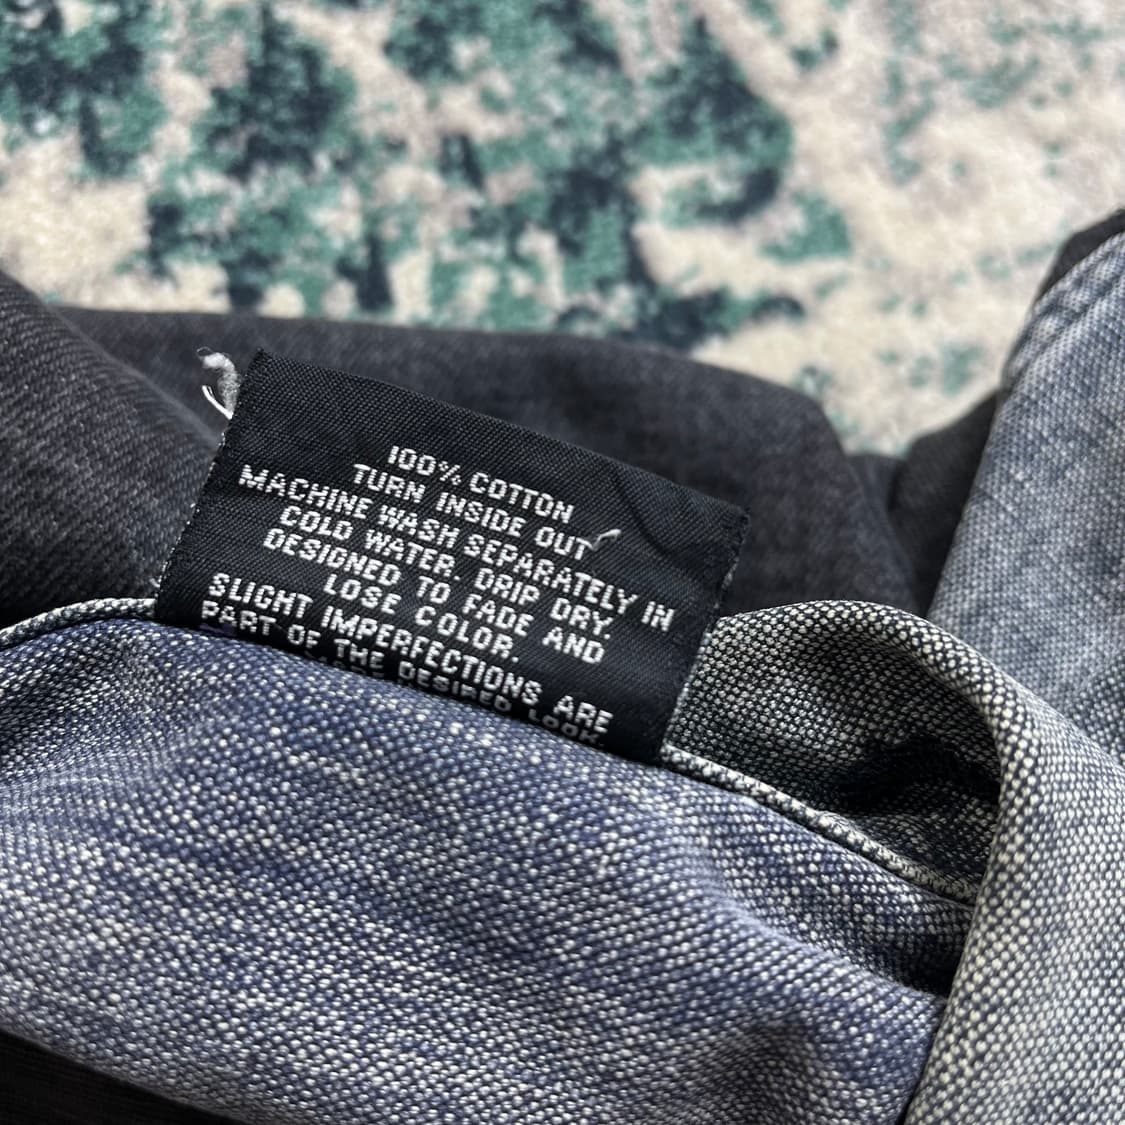 100% COTTON
TURN INSIDE OUT
MACHINE WASH SEPARATELY IN
COLD WATER. DRIP DRY.
DESIGNED TO FADE AND
LOSE COLOR.
SLIGHT IMPERFECTIONS ARE
PART OF THE DESIRED LOOK.